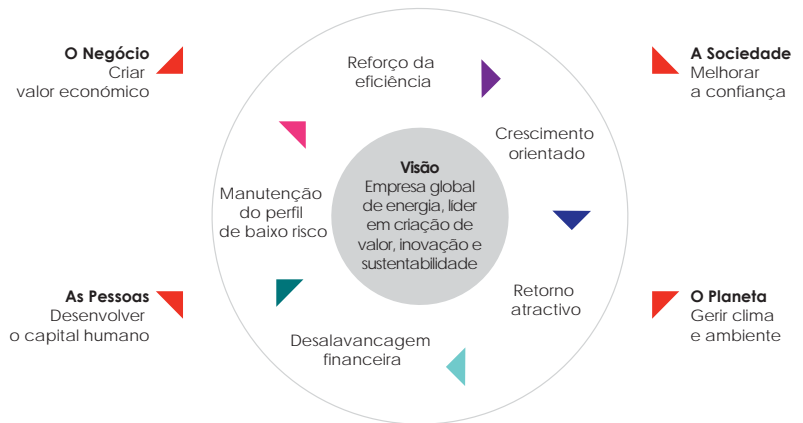 O Negócio
Criar
valor económico
A Sociedade
Melhorar
a confiança
Reforço da
eficiência
Crescimento
orientado
Retorno
atractivo
Desalavancagem
financeira
Manutenção
do perfil
de baixo risco
Visão
Empresa global
de energia, líder
em criação de
valor, inovação e
sustentabilidade
As Pessoas
Desenvolver
o capital humano
O Planeta
Gerir clima
e ambiente